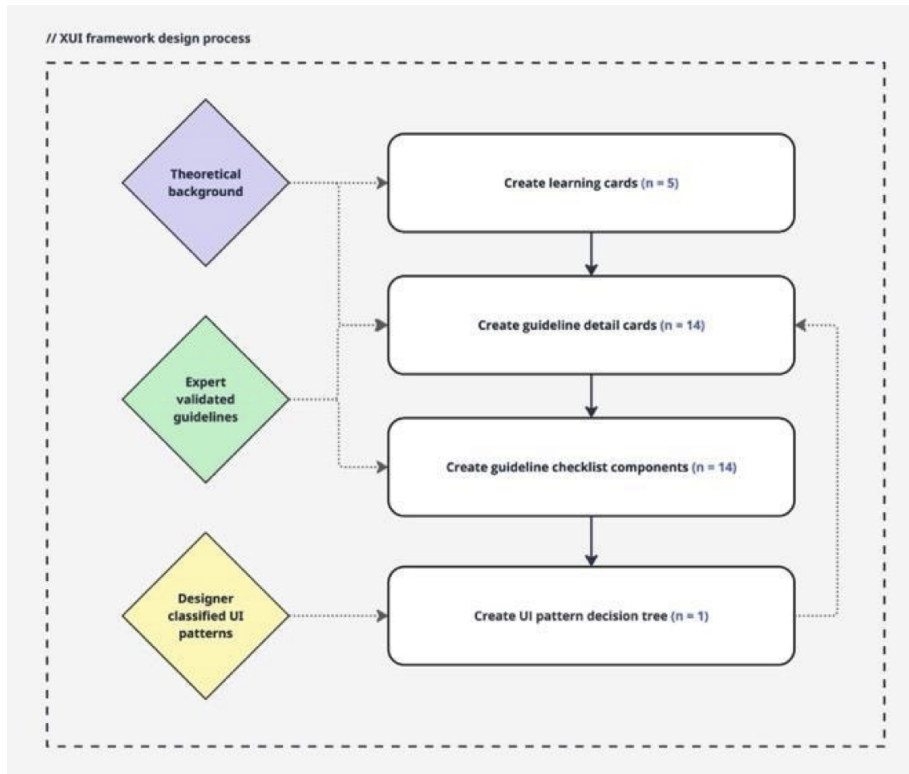 // XUI framework design process
Theoretical
background
Create learning cards (n = 5)
Create guideline detail cards (n = 14)
Expert
validated
guidelines
Create guideline checklist components (n = 14)
Designer
classified UI
patterns
Create UI pattern decision tree (n = 1)